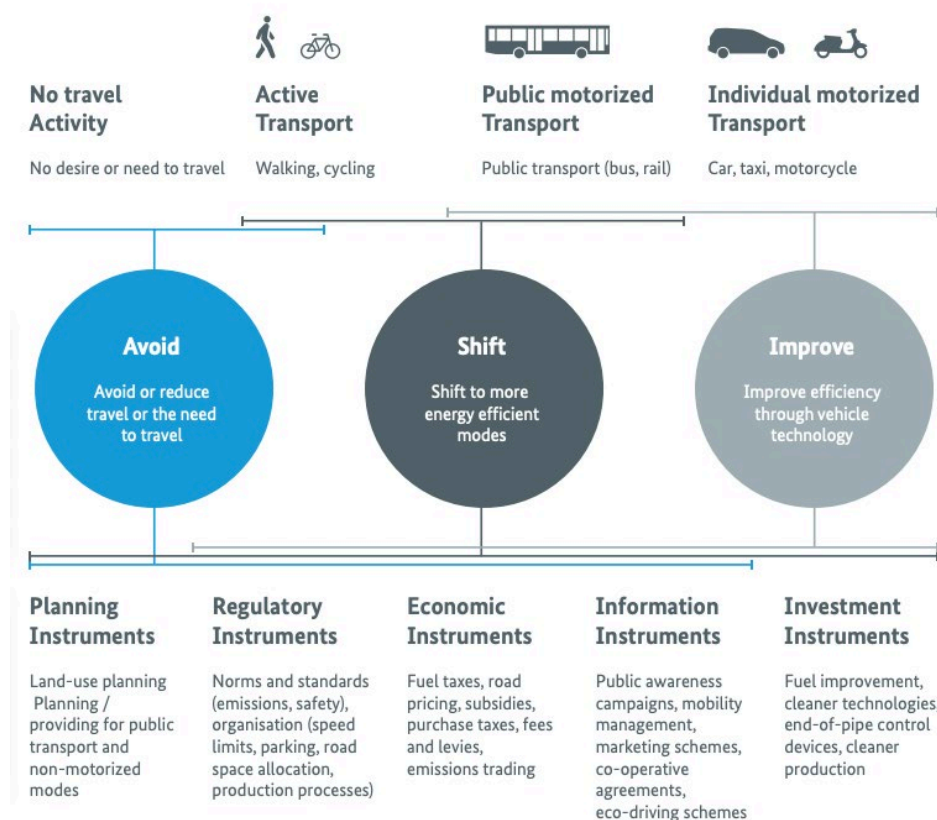 No travel
Activity
No desire or need to travel
Active
Transport
Walking, cycling
Public motorized
Transport
Public transport (bus, rail)
Individual motorized
Transport
Car, taxi, motorcycle
Avoid
Avoid or reduce
travel or the need
to travel
Shift
Shift to more
energy efficient
modes
Improve
Improve efficiency
through vehicle
technology
Planning
Instruments
Land-use planning
Planning /
providing for public
transport and
non-motorized
modes
Regulatory
Instruments
Norms and standards
(emissions, safety),
organisation (speed
limits, parking, road
space allocation,
production processes)
Economic
Instruments
Fuel taxes, road
pricing, subsidies,
purchase taxes, fees
and levies,
emissions trading
Information
Instruments
Public awareness
campaigns, mobility
management,
marketing schemes,
co-operative
agreements,
eco-driving schemes
Investment
Instruments
Fuel improvement,
cleaner technologies,
end-of-pipe control
devices, cleaner
production